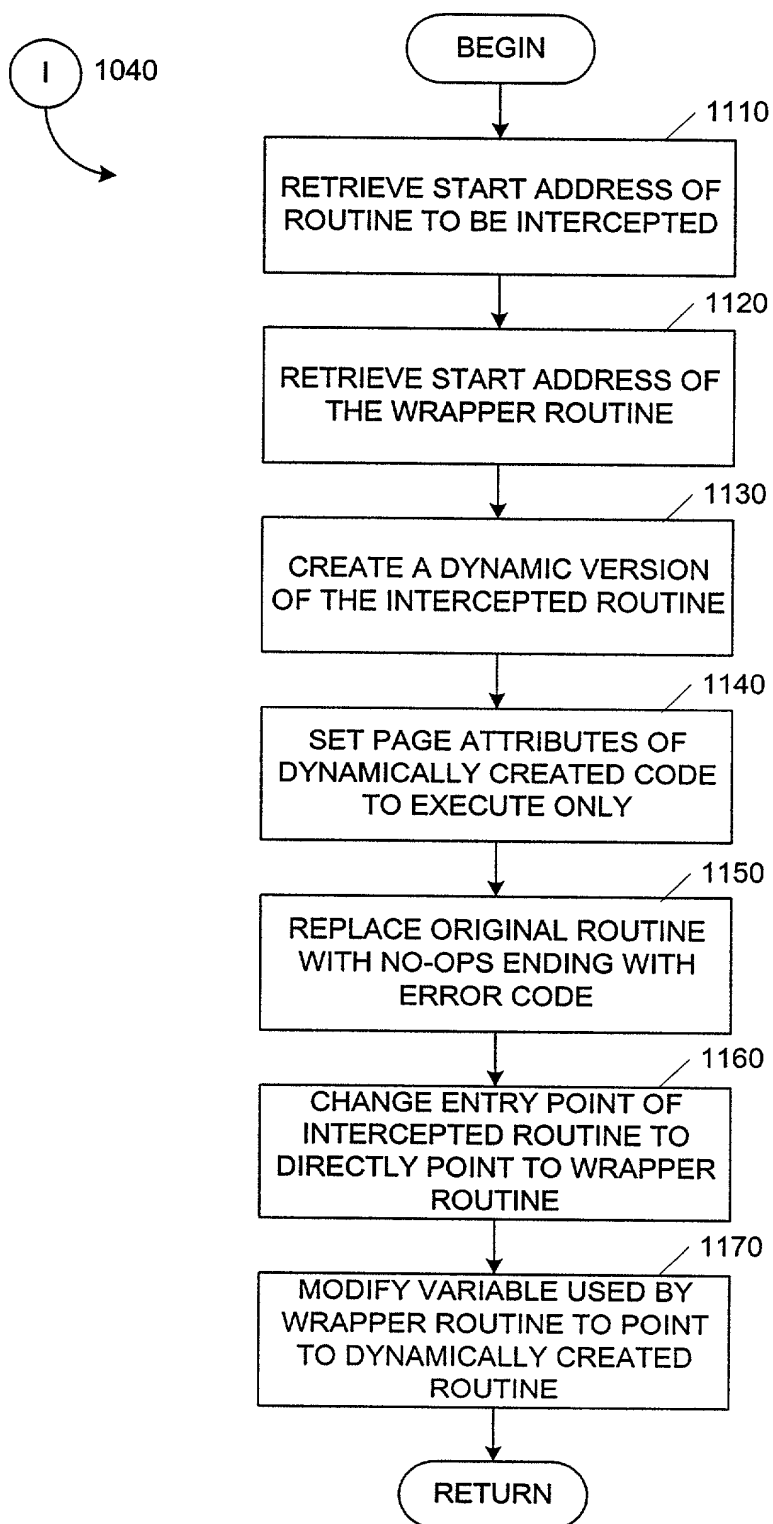 I 1040
BEGIN
1110
RETRIEVE START ADDRESS OF
ROUTINE TO BE INTERCEPTED
1120
RETRIEVE START ADDRESS OF
THE WRAPPER ROUTINE
1130
CREATE A DYNAMIC VERSION
OF THE INTERCEPTED ROUTINE
1140
SET PAGE ATTRIBUTES OF
DYNAMICALLY CREATED CODE
TO EXECUTE ONLY
1150
REPLACE ORIGINAL ROUTINE
WITH NO-OPS ENDING WITH
ERROR CODE
1160
CHANGE ENTRY POINT OF
INTERCEPTED ROUTINE TO
DIRECTLY POINT TO WRAPPER
ROUTINE
1170
MODIFY VARIABLE USED BY
WRAPPER ROUTINE TO POINT
TO DYNAMICALLY CREATED
ROUTINE
RETURN